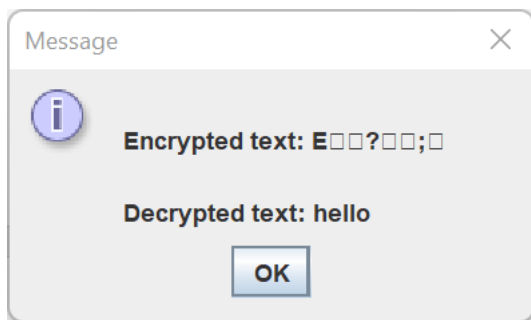 Message
Encrypted text: E□□?□□;□
Decrypted text: hello
OK